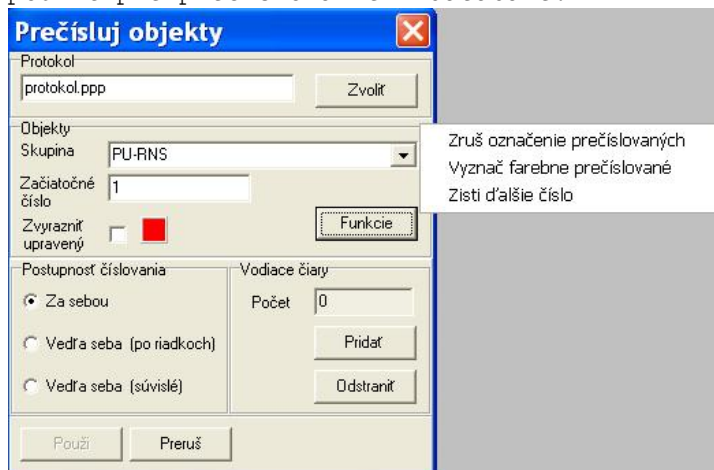 Prečísluj objekty
Protokol
protokol.ppp
Zvoliť
Objekty
Skupina
PU-RNS
Začiatočné
číslo
1
Zvyrazniť
upravený
Funkcie
Zruš označenie prečíslovaných
Vyznač farebne prečíslované
Zisti ďalšie číslo
Postupnosť číslovania
Za sebou
Vedľa seba (po riadkoch)
Vedľa seba (súvislé)
Vodiace čiary
Počet
0
Pridať
Odstraniť
Použi
Preruš